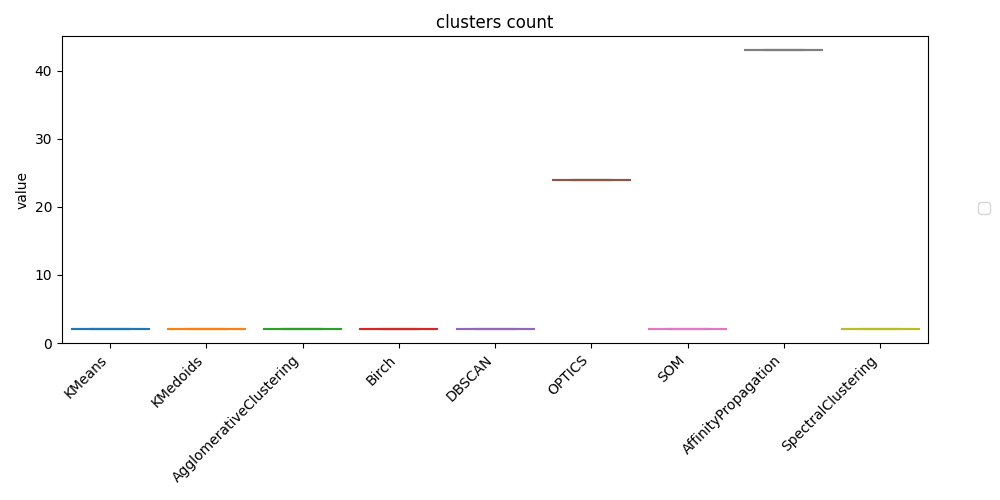 clusters count
value
40
30
20
10
0
KMeans
KMedoids
AgglomerativeClustering
Birch
DBSCAN
OPTICS
SOM
AffinityPropagation
SpectralClustering